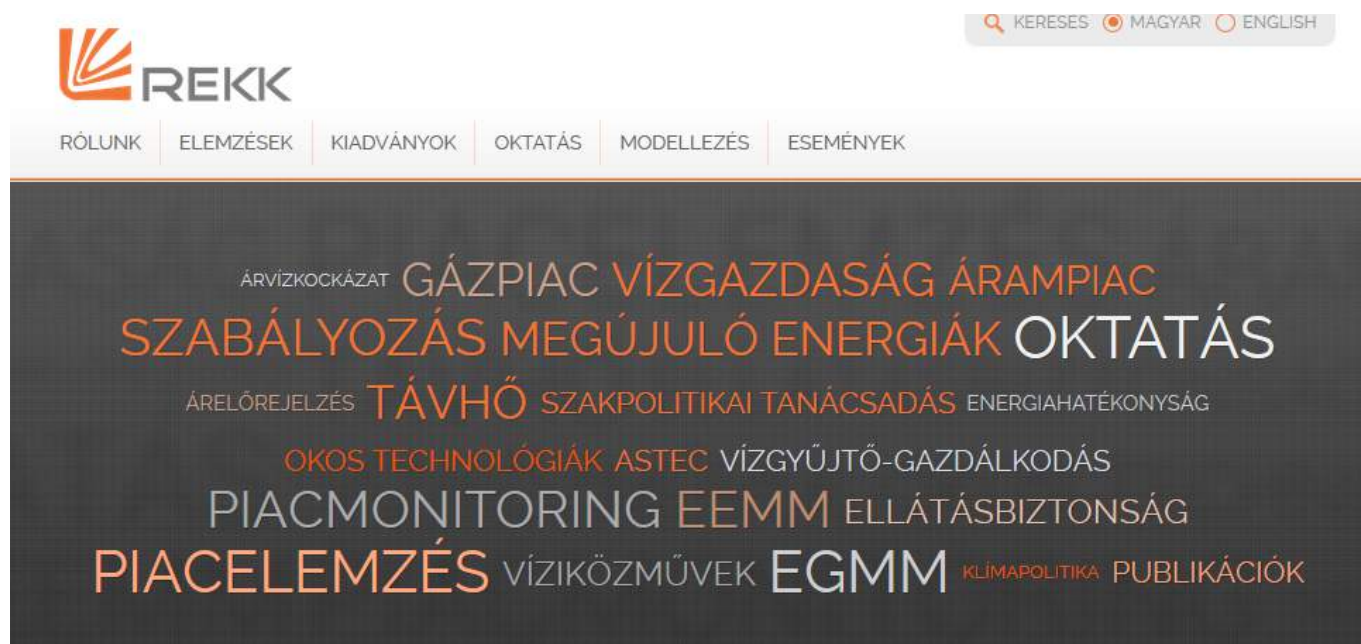 KERESÉS MAGYAR ENGLISH
REKK
RÓLUNK ELEMZÉSEK KIADVÁNYOK OKTATÁS MODELLEZÉS ESEMÉNYEK
ÁRVÍZKOCKÁZAT GÁZPIAC VÍZGAZDASÁG ÁRAMPIAC
SZABÁLYOZÁS MEGÚJULÓ ENERGIÁK OKTATÁS
ÁRELŐREJELZÉS TÁVHŐ SZAKPOLITIKAI TANÁCSADÁS ENERGIAHATÉKONYSÁG
OKOS TECHNOLÓGIÁK ASTEC VÍZGYŰJTŐ-GAZDÁLKODÁS
PIACMONITORING EEMM ELLÁTÁSBIZTONSÁG
PIACELEMZÉS VÍZIKÖZMŰVEK EGMM KLÍMAPOLITIKA PUBLIKÁCIÓK